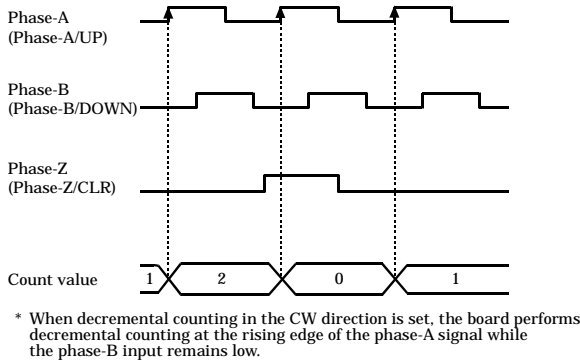 Phase-A
(Phase-A/UP)
Phase-B
(Phase-B/DOWN)
Phase-Z
(Phase-Z/CLR)
Count value 1 2 0 1
* When decremental counting in the CW direction is set, the board performs
decremental counting at the rising edge of the phase-A signal while
the phase-B input remains low.